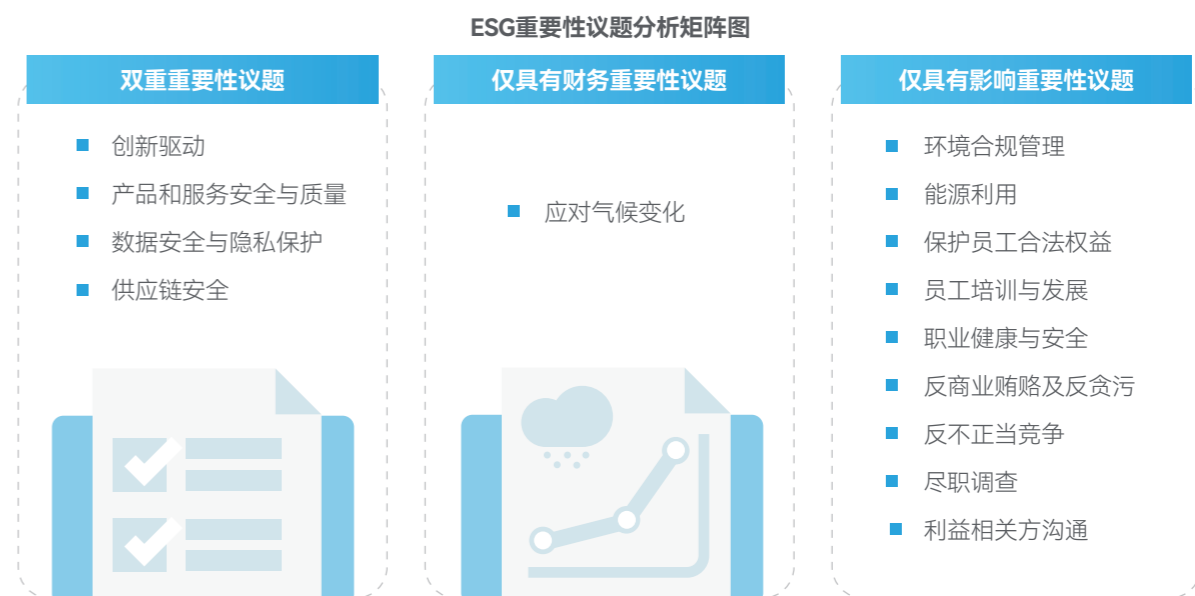 ESG重要性议题分析矩阵图
双重重要性议题
创新驱动
产品和服务安全与质量
数据安全与隐私保护
供应链安全
仅具有财务重要性议题
应对气候变化
仅具有影响重要性议题
环境合规管理
能源利用
保护员工合法权益
员工培训与发展
职业健康与安全
反商业贿赂及反贪污
反不正当竞争
尽职调查
利益相关方沟通